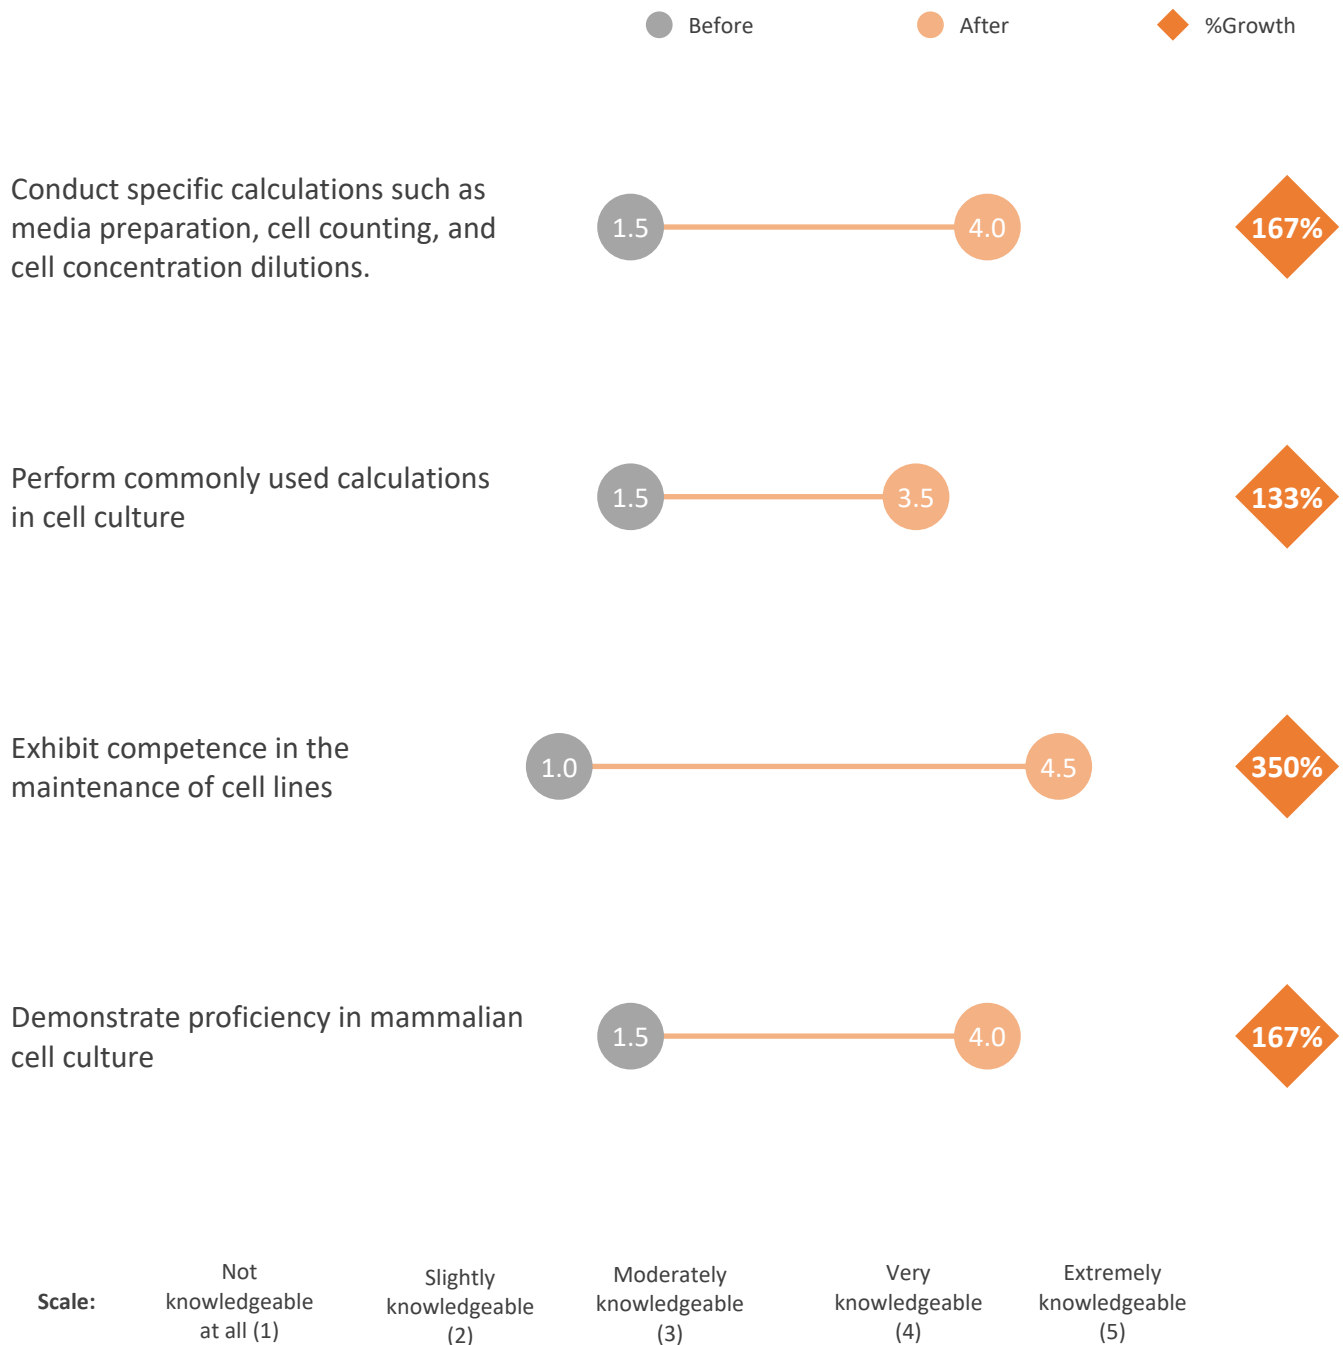 Before After %Growth
Conduct specific calculations such as
media preparation, cell counting, and
cell concentration dilutions.
1.5 4.0 167%
Perform commonly used calculations
in cell culture
1.5 3.5 133%
Exhibit competence in the
maintenance of cell lines
1.0 4.5 350%
Demonstrate proficiency in mammalian
cell culture
1.5 4.0 167%
Scale:
Not
knowledgeable
at all (1)
Slightly
knowledgeable
(2)
Moderately
knowledgeable
(3)
Very
knowledgeable
(4)
Extremely
knowledgeable
(5)